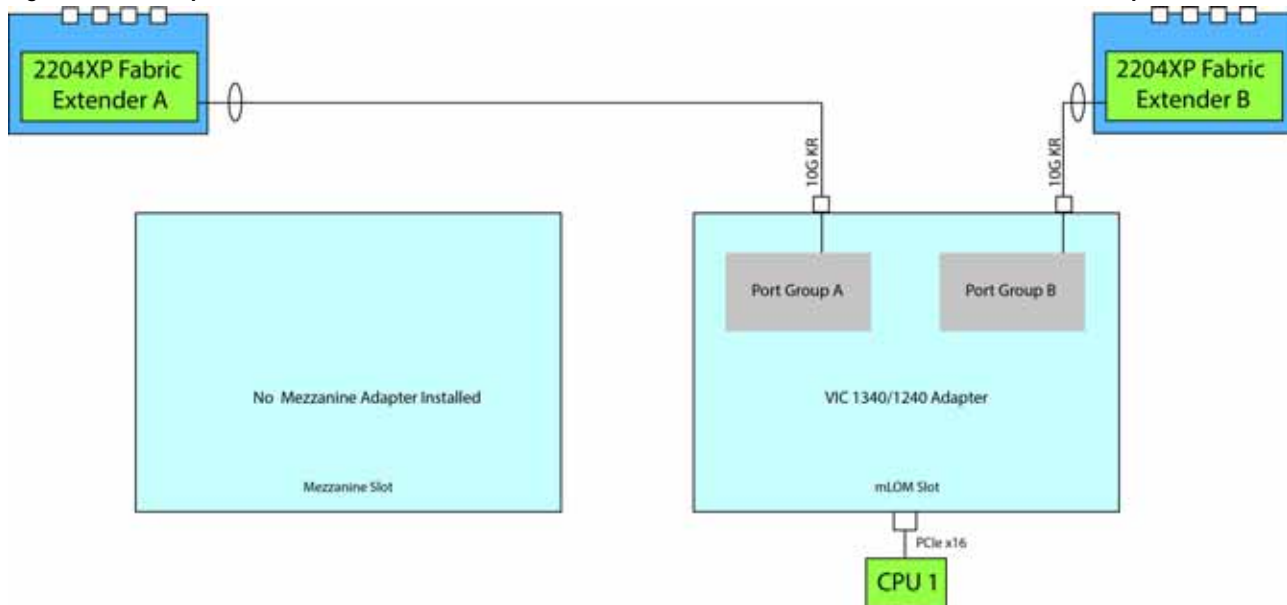 2204XP Fabric
Extender A
2204XP Fabric
Extender B
10G KR
10G KR
Port Group A
Port Group B
No Mezzanine Adapter Installed
VIC 1340/1240 Adapter
Mezzanine Slot
mLOM Slot
PCIe x16
CPU 1